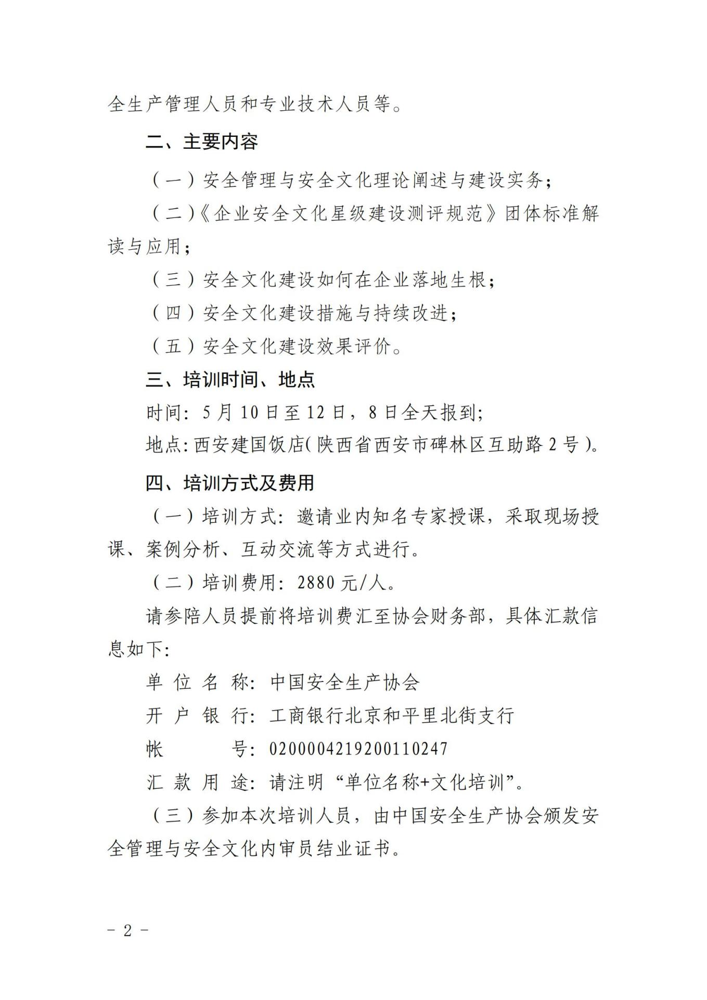 全生产管理人员和专业技术人员等。
二、主要内容
（一）安全管理与安全文化理论阐述与建设实务；
（二）《企业安全文化星级建设测评规范》团体标准解
读与应用；
（三）安全文化建设如何在企业落地生根；
（四）安全文化建设措施与持续改进；
（五）安全文化建设效果评价。
三、培训时间、地点
时间：5月10日至12日，8日全天报到；
地点：西安建国饭店（陕西省西安市碑林区互助路2号）。
四、培训方式及费用
（一）培训方式：邀请业内知名专家授课，采取现场授
课、案例分析、互动交流等方式进行。
（二）培训费用：2880元/人。
请参陪人员提前将培训费汇至协会财务部，具体汇款信
息如下：
单位名称：中国安全生产协会
开户银行：工商银行北京和平里北街支行
帐号：0200004219200110247
汇款用途：请注明“单位名称+文化培训”。
（三）参加本次培训人员，由中国安全生产协会颁发安
全管理与安全文化内审员结业证书。
- 2 -